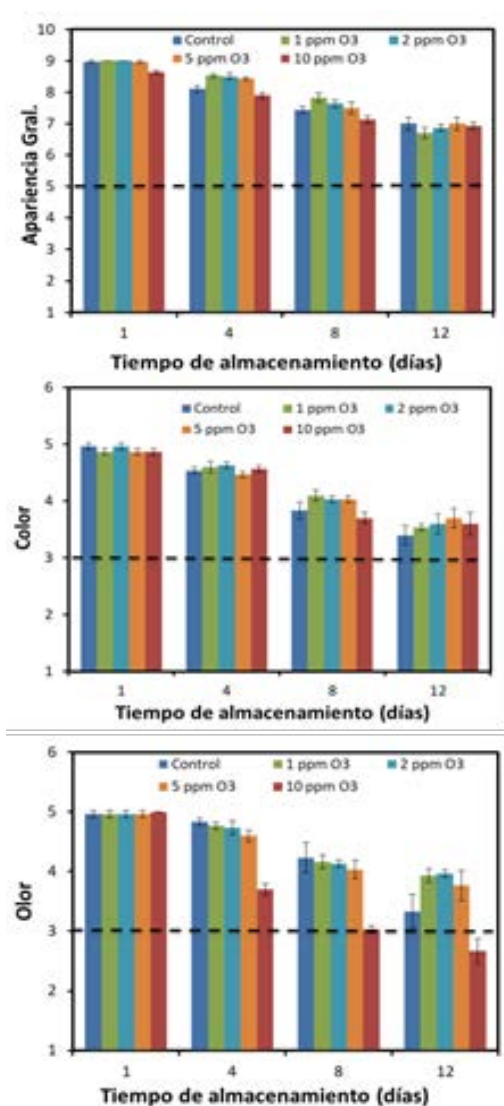 10
9
8
7
6
5
4
3
2
1
Control 1 ppm O3 2 ppm O3
5 ppm O3 10 ppm O3
Apariencia Gral.
1 4 8 12
Tiempo de almacenamiento (días)
6
5
4
3
2
1
Control 1 ppm O3 2 ppm O3
5 ppm O3 10 ppm O3
Color
1 4 8 12
Tiempo de almacenamiento (días)
6
5
4
3
2
1
Control 1 ppm O3 2 ppm O3
5 ppm O3 10 ppm O3
Olor
1 4 8 12
Tiempo de almacenamiento (días)